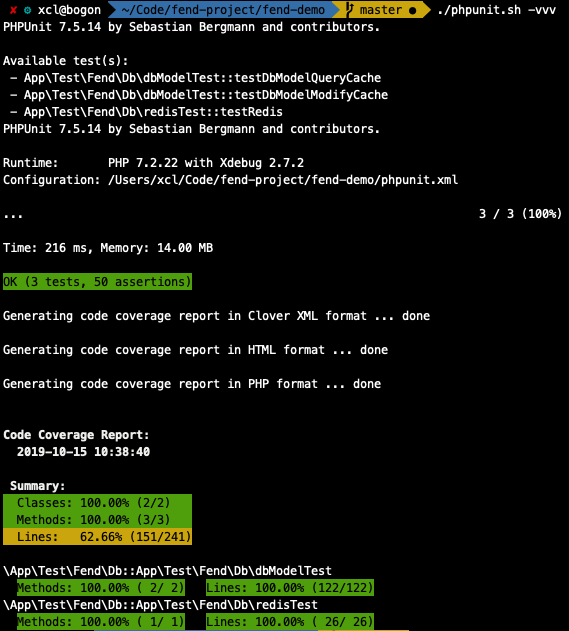 ✘ ⚙ xcl@bogon ~/Code/fend-project/fend-demo master ● ./phpunit.sh -vvv
PHPUnit 7.5.14 by Sebastian Bergmann and contributors.
Available test(s):
- App\Test\Fend\Db\dbModelTest::testDbModelQueryCache
- App\Test\Fend\Db\dbModelTest::testDbModelModifyCache
- App\Test\Fend\Db\redisTest::testRedis
PHPUnit 7.5.14 by Sebastian Bergmann and contributors.
Runtime:       PHP 7.2.22 with Xdebug 2.7.2
Configuration: /Users/xcl/Code/fend-project/fend-demo/phpunit.xml
... 3 / 3 (100%)
Time: 216 ms, Memory: 14.00 MB
OK (3 tests, 50 assertions)
Generating code coverage report in Clover XML format ... done
Generating code coverage report in HTML format ... done
Generating code coverage report in PHP format ... done
Code Coverage Report:
2019-10-15 10:38:40
Summary:
Classes: 100.00% (2/2)
Methods: 100.00% (3/3)
Lines:   62.66% (151/241)
\App\Test\Fend\Db::App\Test\Fend\Db\dbModelTest
Methods: 100.00% ( 2/ 2)   Lines: 100.00% (122/122)
\App\Test\Fend\Db::App\Test\Fend\Db\redisTest
Methods: 100.00% ( 1/ 1)   Lines: 100.00% ( 26/ 26)